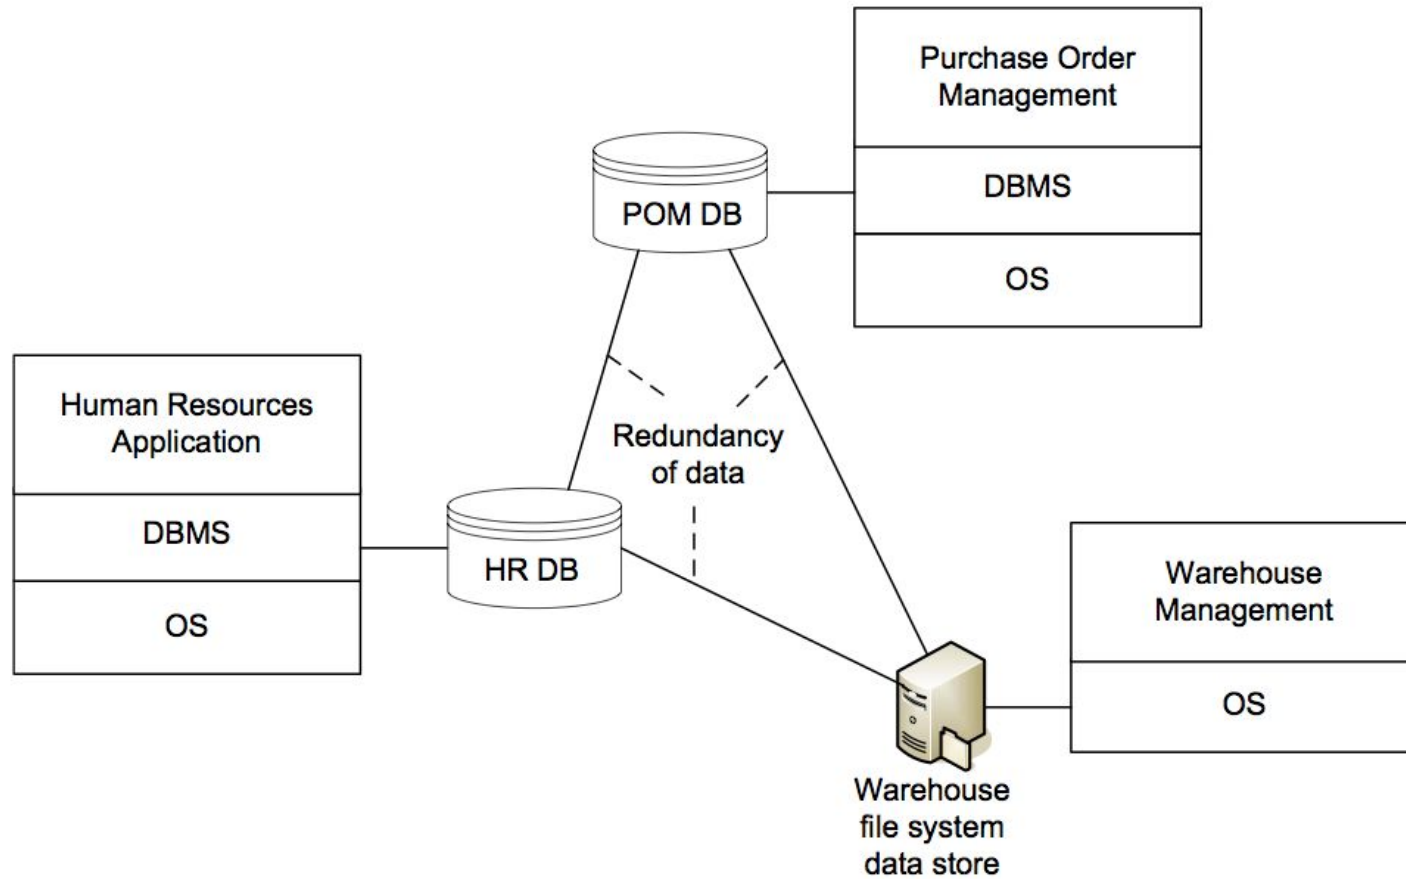 Purchase Order
Management
DBMS
OS
POM DB
Human Resources
Application
DBMS
OS
HR DB
Redundancy
of data
Warehouse
Management
OS
Warehouse
file system
data store